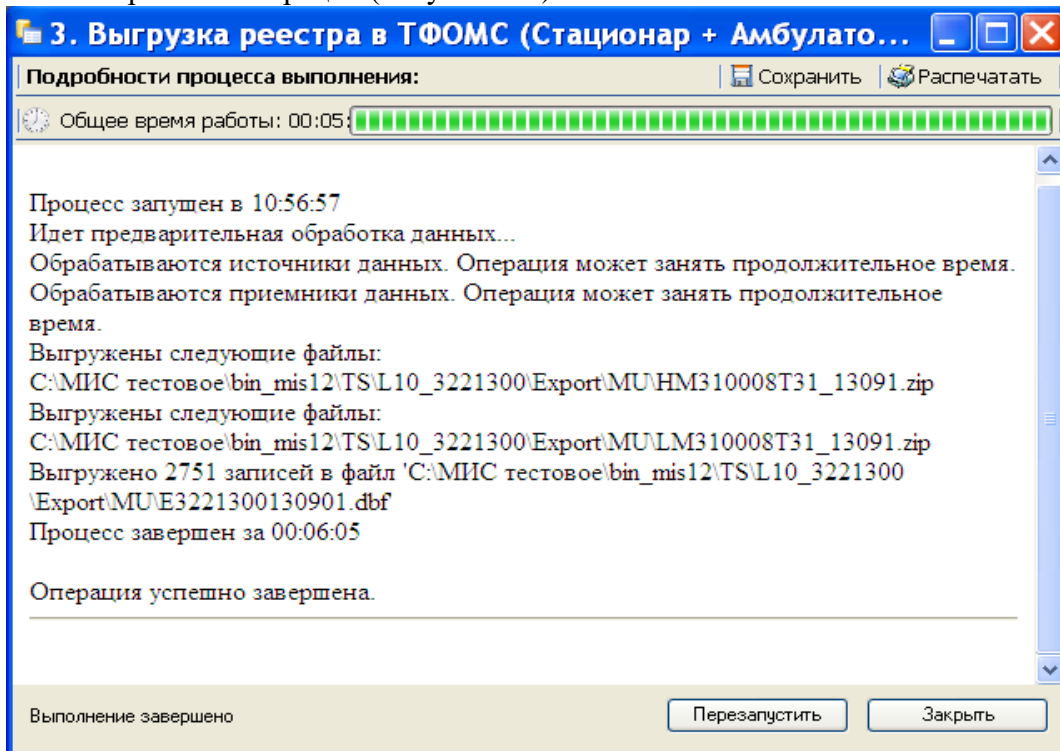 3. Выгрузка реестра в ТФОМС (Стационар + Амбулато...
Подробности процесса выполнения:
Сохранить
Распечатать
Общее время работы: 00:05:
Процесс запущен в 10:56:57
Идет предварительная обработка данных...
Обрабатываются источники данных. Операция может занять продолжительное время.
Обрабатываются приемники данных. Операция может занять продолжительное
время.
Выгружены следующие файлы:
C:\МИС тестовое\bin_mis12\TS\L10_3221300\Export\MU\HM310008T31_13091.zip
Выгружены следующие файлы:
C:\МИС тестовое\bin_mis12\TS\L10_3221300\Export\MU\LM310008T31_13091.zip
Выгружено 2751 записей в файл 'C:\МИС тестовое\bin_mis12\TS\L10_3221300
\Export\MU\E3221300130901.dbf'
Процесс завершен за 00:06:05
Операция успешно завершена.
Выполнение завершено
Перезапустить
Закрыть